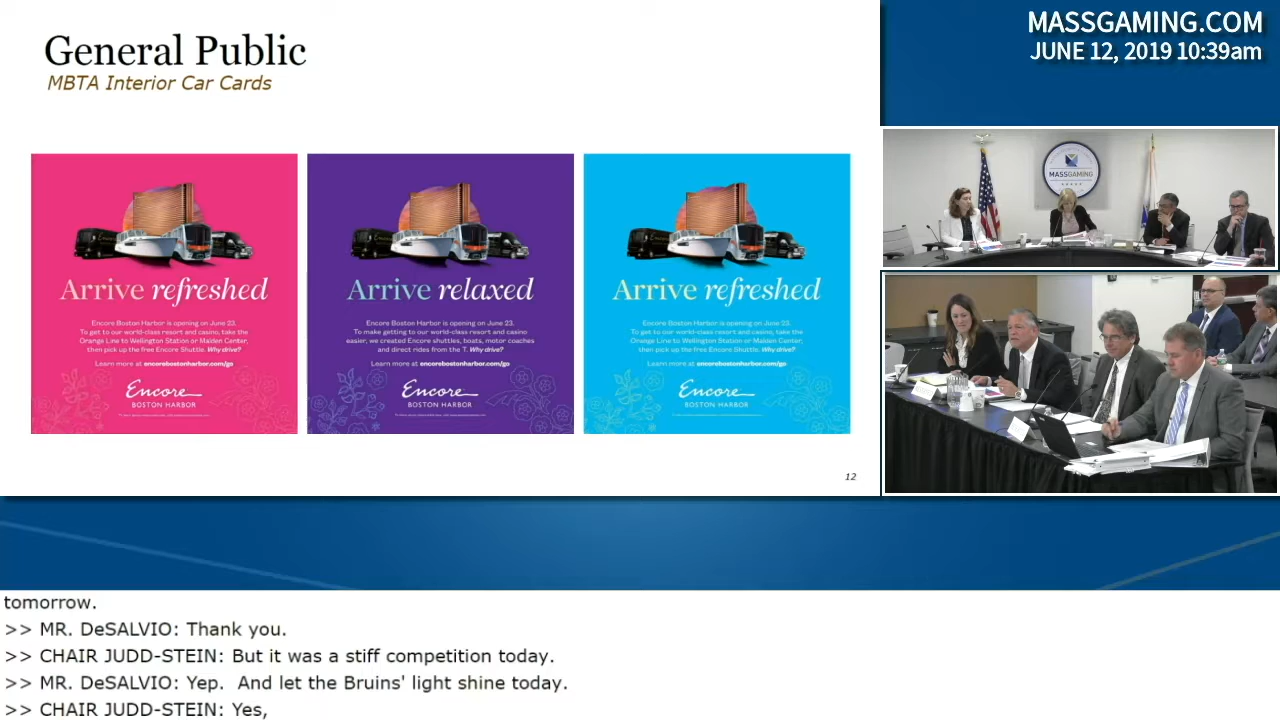 General Public
MBTA Interior Car Cards
Arrive refreshed
Encore Boston Harbor is opening on June 23.
To get to our world-class resort and casino, take the
Orange Line to Wellington Station or Malden Center,
then pick up the free Encore Shuttle. Why drive?
Learn more at encorebostonharbor.com/go
Encore
BOSTON HARBOR
Arrive relaxed
Encore Boston Harbor is opening on June 23.
To make getting to our world-class resort and casino
easier, we created Encore shuttles, boats, motor coaches
and direct rides from the T. Why drive?
Learn more at encorebostonharbor.com/go
Encore
BOSTON HARBOR
Arrive refreshed
Encore Boston Harbor is opening on June 23.
To get to our world-class resort and casino, take the
Orange Line to Wellington Station or Malden Center,
then pick up the free Encore Shuttle. Why drive?
Learn more at encorebostonharbor.com/go
Encore
BOSTON HARBOR
12
MASSGAMING.COM
JUNE 12, 2019 10:39am
MASSGAMING
tomorrow.
>> MR. DeSALVIO: Thank you.
>> CHAIR JUDD-STEIN: But it was a stiff competition today.
>> MR. DeSALVIO: Yep. And let the Bruins' light shine today.
>> CHAIR JUDD-STEIN: Yes,